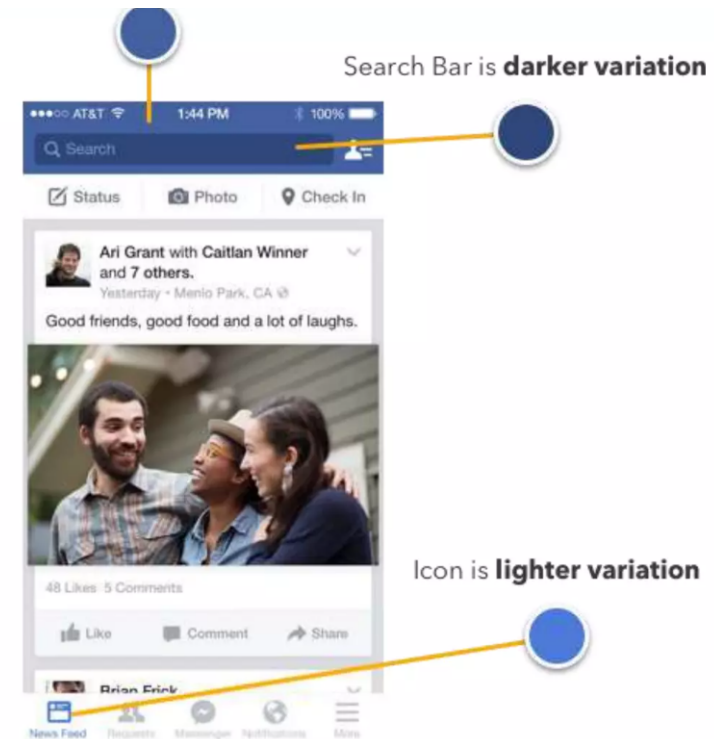 Search Bar is darker variation
AT&T 1:44 PM 100%
Search
Status Photo Check In
Ari Grant with Caitlan Winner
and 7 others.
Yesterday • Menlo Park, CA
Good friends, good food and a lot of laughs.
48 Likes 5 Comments
Icon is lighter variation
Like Comment Share
Brian Frick
News Feed Requests Messenger Notifications More